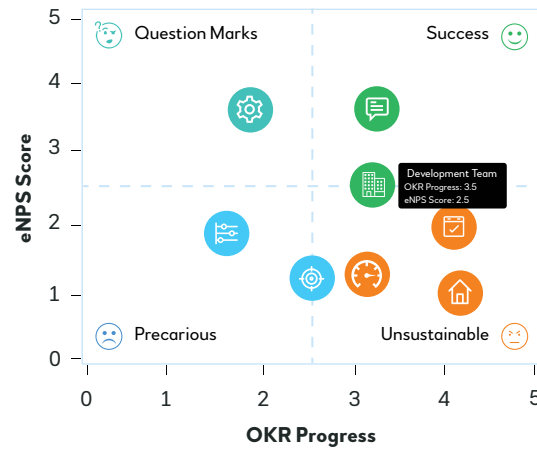 5
Question Marks
Success
4
3
Development Team
OKR Progress: 3.5
eNPS Score: 2.5
eNPS Score
2
1
Precarious
Unsustainable
0
0 1 2 3 4 5
OKR Progress